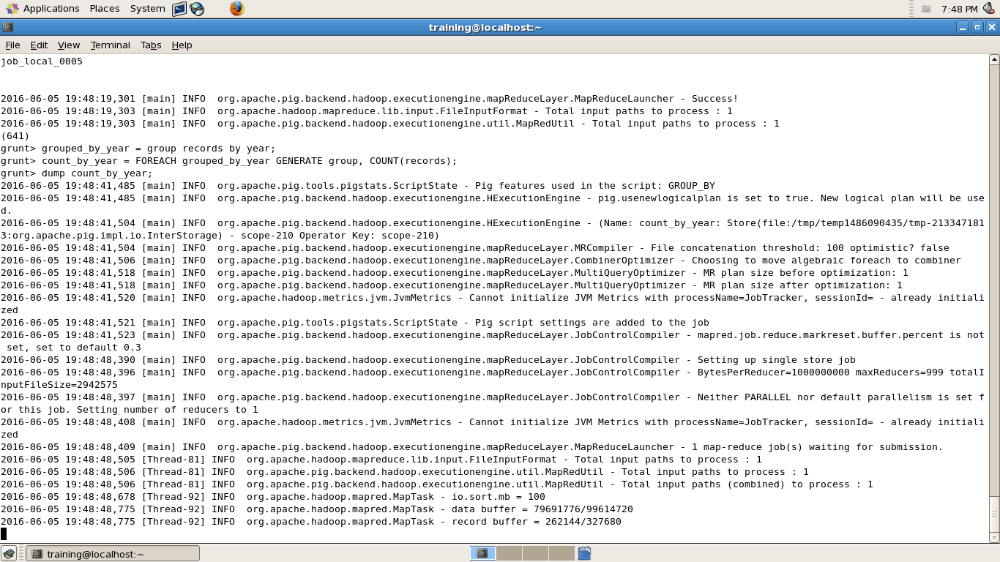 Applications Places System 7:48 PM
training@localhost:~
File Edit View Terminal Tabs Help
job_local_0005
2016-06-05 19:48:19,301 [main] INFO  org.apache.pig.backend.hadoop.executionengine.mapReduceLayer.MapReduceLauncher - Success!
2016-06-05 19:48:19,303 [main] INFO  org.apache.hadoop.mapreduce.lib.input.FileInputFormat - Total input paths to process : 1
2016-06-05 19:48:19,303 [main] INFO  org.apache.pig.backend.hadoop.executionengine.util.MapRedUtil - Total input paths to process : 1
(641)
grunt> grouped_by_year = group records by year;
grunt> count_by_year = FOREACH grouped_by_year GENERATE group, COUNT(records);
grunt> dump count_by_year;
2016-06-05 19:48:41,485 [main] INFO  org.apache.pig.tools.pigstats.ScriptState - Pig features used in the script: GROUP_BY
2016-06-05 19:48:41,485 [main] INFO  org.apache.pig.backend.hadoop.executionengine.HExecutionEngine - pig.usenewlogicalplan is set to true. New logical plan will be use
d.
2016-06-05 19:48:41,504 [main] INFO  org.apache.pig.backend.hadoop.executionengine.HExecutionEngine - (Name: count_by_year: Store(file:/tmp/temp1486090435/tmp-213347181
3:org.apache.pig.impl.io.InterStorage) - scope-210 Operator Key: scope-210)
2016-06-05 19:48:41,504 [main] INFO  org.apache.pig.backend.hadoop.executionengine.mapReduceLayer.MRCompiler - File concatenation threshold: 100 optimistic? false
2016-06-05 19:48:41,506 [main] INFO  org.apache.pig.backend.hadoop.executionengine.mapReduceLayer.CombinerOptimizer - Choosing to move algebraic foreach to combiner
2016-06-05 19:48:41,518 [main] INFO  org.apache.pig.backend.hadoop.executionengine.mapReduceLayer.MultiQueryOptimizer - MR plan size before optimization: 1
2016-06-05 19:48:41,518 [main] INFO  org.apache.pig.backend.hadoop.executionengine.mapReduceLayer.MultiQueryOptimizer - MR plan size after optimization: 1
2016-06-05 19:48:41,520 [main] INFO  org.apache.hadoop.metrics.jvm.JvmMetrics - Cannot initialize JVM Metrics with processName=JobTracker, sessionId= - already initiali
zed
2016-06-05 19:48:41,521 [main] INFO  org.apache.pig.tools.pigstats.ScriptState - Pig script settings are added to the job
2016-06-05 19:48:41,523 [main] INFO  org.apache.pig.backend.hadoop.executionengine.mapReduceLayer.JobControlCompiler - mapred.job.reduce.markreset.buffer.percent is not
 set, set to default 0.3
2016-06-05 19:48:48,390 [main] INFO  org.apache.pig.backend.hadoop.executionengine.mapReduceLayer.JobControlCompiler - Setting up single store job
2016-06-05 19:48:48,396 [main] INFO  org.apache.pig.backend.hadoop.executionengine.mapReduceLayer.JobControlCompiler - BytesPerReducer=1000000000 maxReducers=999 totalI
nputFileSize=2942575
2016-06-05 19:48:48,397 [main] INFO  org.apache.pig.backend.hadoop.executionengine.mapReduceLayer.JobControlCompiler - Neither PARALLEL nor default parallelism is set f
or this job. Setting number of reducers to 1
2016-06-05 19:48:48,408 [main] INFO  org.apache.hadoop.metrics.jvm.JvmMetrics - Cannot initialize JVM Metrics with processName=JobTracker, sessionId= - already initiali
zed
2016-06-05 19:48:48,409 [main] INFO  org.apache.pig.backend.hadoop.executionengine.mapReduceLayer.MapReduceLauncher - 1 map-reduce job(s) waiting for submission.
2016-06-05 19:48:48,505 [Thread-81] INFO  org.apache.hadoop.mapreduce.lib.input.FileInputFormat - Total input paths to process : 1
2016-06-05 19:48:48,506 [Thread-81] INFO  org.apache.pig.backend.hadoop.executionengine.util.MapRedUtil - Total input paths to process : 1
2016-06-05 19:48:48,506 [Thread-81] INFO  org.apache.pig.backend.hadoop.executionengine.util.MapRedUtil - Total input paths (combined) to process : 1
2016-06-05 19:48:48,678 [Thread-92] INFO  org.apache.hadoop.mapred.MapTask - io.sort.mb = 100
2016-06-05 19:48:48,775 [Thread-92] INFO  org.apache.hadoop.mapred.MapTask - data buffer = 79691776/99614720
2016-06-05 19:48:48,775 [Thread-92] INFO  org.apache.hadoop.mapred.MapTask - record buffer = 262144/327680
training@localhost:~